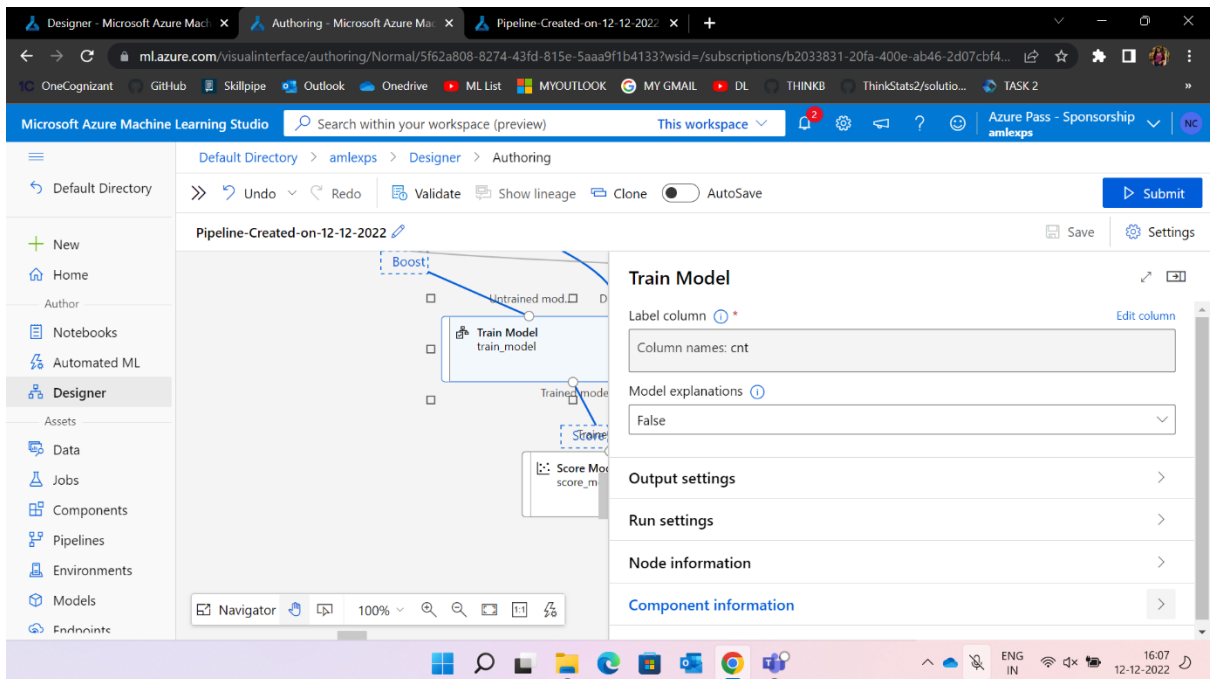 Designer - Microsoft Azure Mach
Authoring - Microsoft Azure Mac
Pipeline-Created-on-12-12-2022
ml.azure.com/visualinterface/authoring/Normal/5f62a808-8274-43fd-815e-5aaa9f1b4133?wsid=/subscriptions/b2033831-20fa-400e-ab46-2d07cbf4...
OneCognizant GitHub Skillpipe Outlook Onedrive ML List MYOUTLOOK MY GMAIL DL THINKB ThinkStats2/solutio... TASK 2 »
Microsoft Azure Machine Learning Studio
Search within your workspace (preview) This workspace
2
Azure Pass - Sponsorship
amlexps
NC
Default Directory > amlexps > Designer > Authoring
Default Directory
Undo Redo Validate Show lineage Clone AutoSave
Submit
Pipeline-Created-on-12-12-2022
Save Settings
New
Home
Author
Notebooks
Automated ML
Designer
Assets
Data
Jobs
Components
Pipelines
Environments
Models
Endpoints
Boost
Untrained mod... D
Train Model
train_model
Trained mode
Score
Score Mod
score_m
Navigator 100% 1:1
Train Model
Label column *
Edit column
Column names: cnt
Model explanations
False
Output settings
Run settings
Node information
Component information
ENG
IN
16:07
12-12-2022